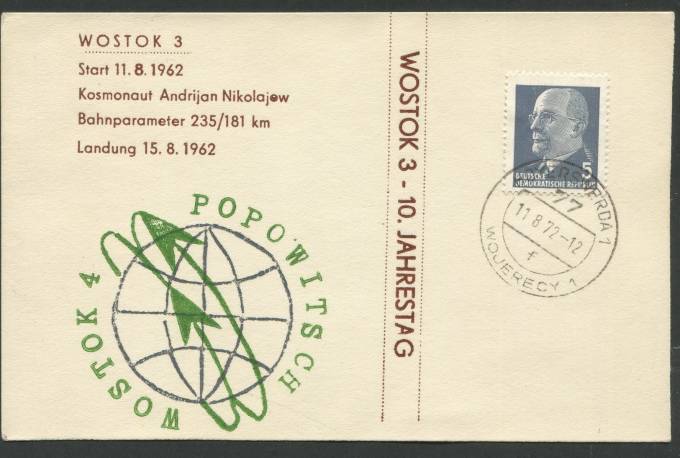 WOSTOK 3
Start 11.8.1962
Kosmonaut Andrijan Nikolajew
Bahnparameter 235/181 km
Landung 15.8.1962
WOSTOK 4 POPOWITSCH
WOSTOK 3 - 10. JAHRESTAG
5
DEUTSCHE
DEMOKRATISCHE REPUBLIK
77
11.8.72-12
f
WOJERECY 1